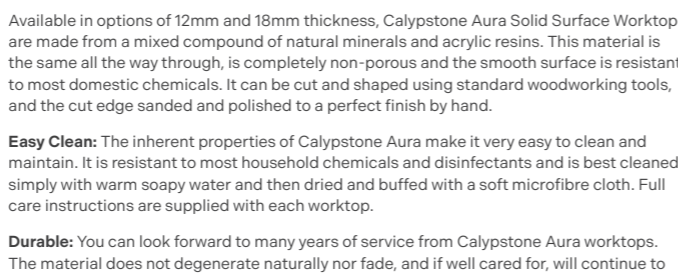 Available in options of 12mm and 18mm thickness, Calypstone Aura Solid Surface Worktop
are made from a mixed compound of natural minerals and acrylic resins. This material is
the same all the way through, is completely non-porous and the smooth surface is resistant
to most domestic chemicals. It can be cut and shaped using standard woodworking tools,
and the cut edge sanded and polished to a perfect finish by hand.
Easy Clean: The inherent properties of Calypstone Aura make it very easy to clean and
maintain. It is resistant to most household chemicals and disinfectants and is best cleaned
simply with warm soapy water and then dried and buffed with a soft microfibre cloth. Full
care instructions are supplied with each worktop.
Durable: You can look forward to many years of service from Calypstone Aura worktops.
The material does not degenerate naturally nor fade, and if well cared for, will continue to